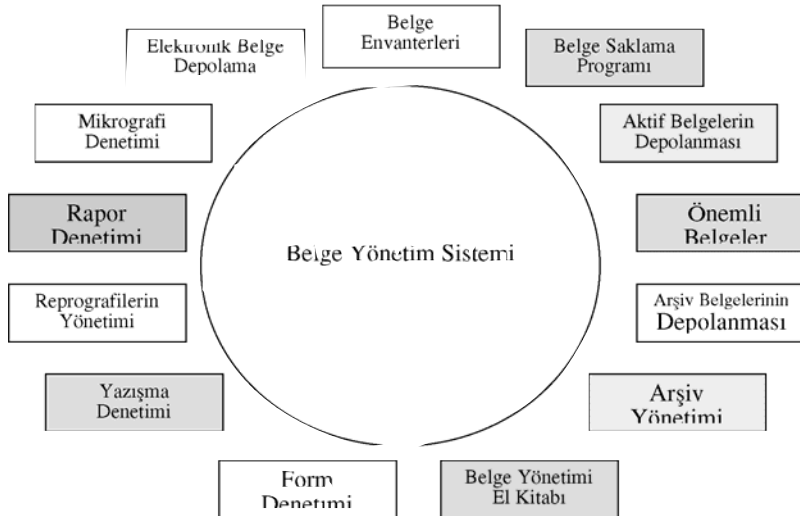 Belge
Envanterleri
Elektronik Belge
Depolama
Belge Saklama
Programı
Mikrografi
Denetimi
Aktif Belgelerin
Depolanması
Rapor
Denetimi
Belge Yönetim Sistemi
Önemli
Belgeler
Reprografilerin
Yönetimi
Arşiv Belgelerinin
Depolanması
Yazışma
Denetimi
Arşiv
Yönetimi
Form
Denetimi
Belge Yönetimi
El Kitabı